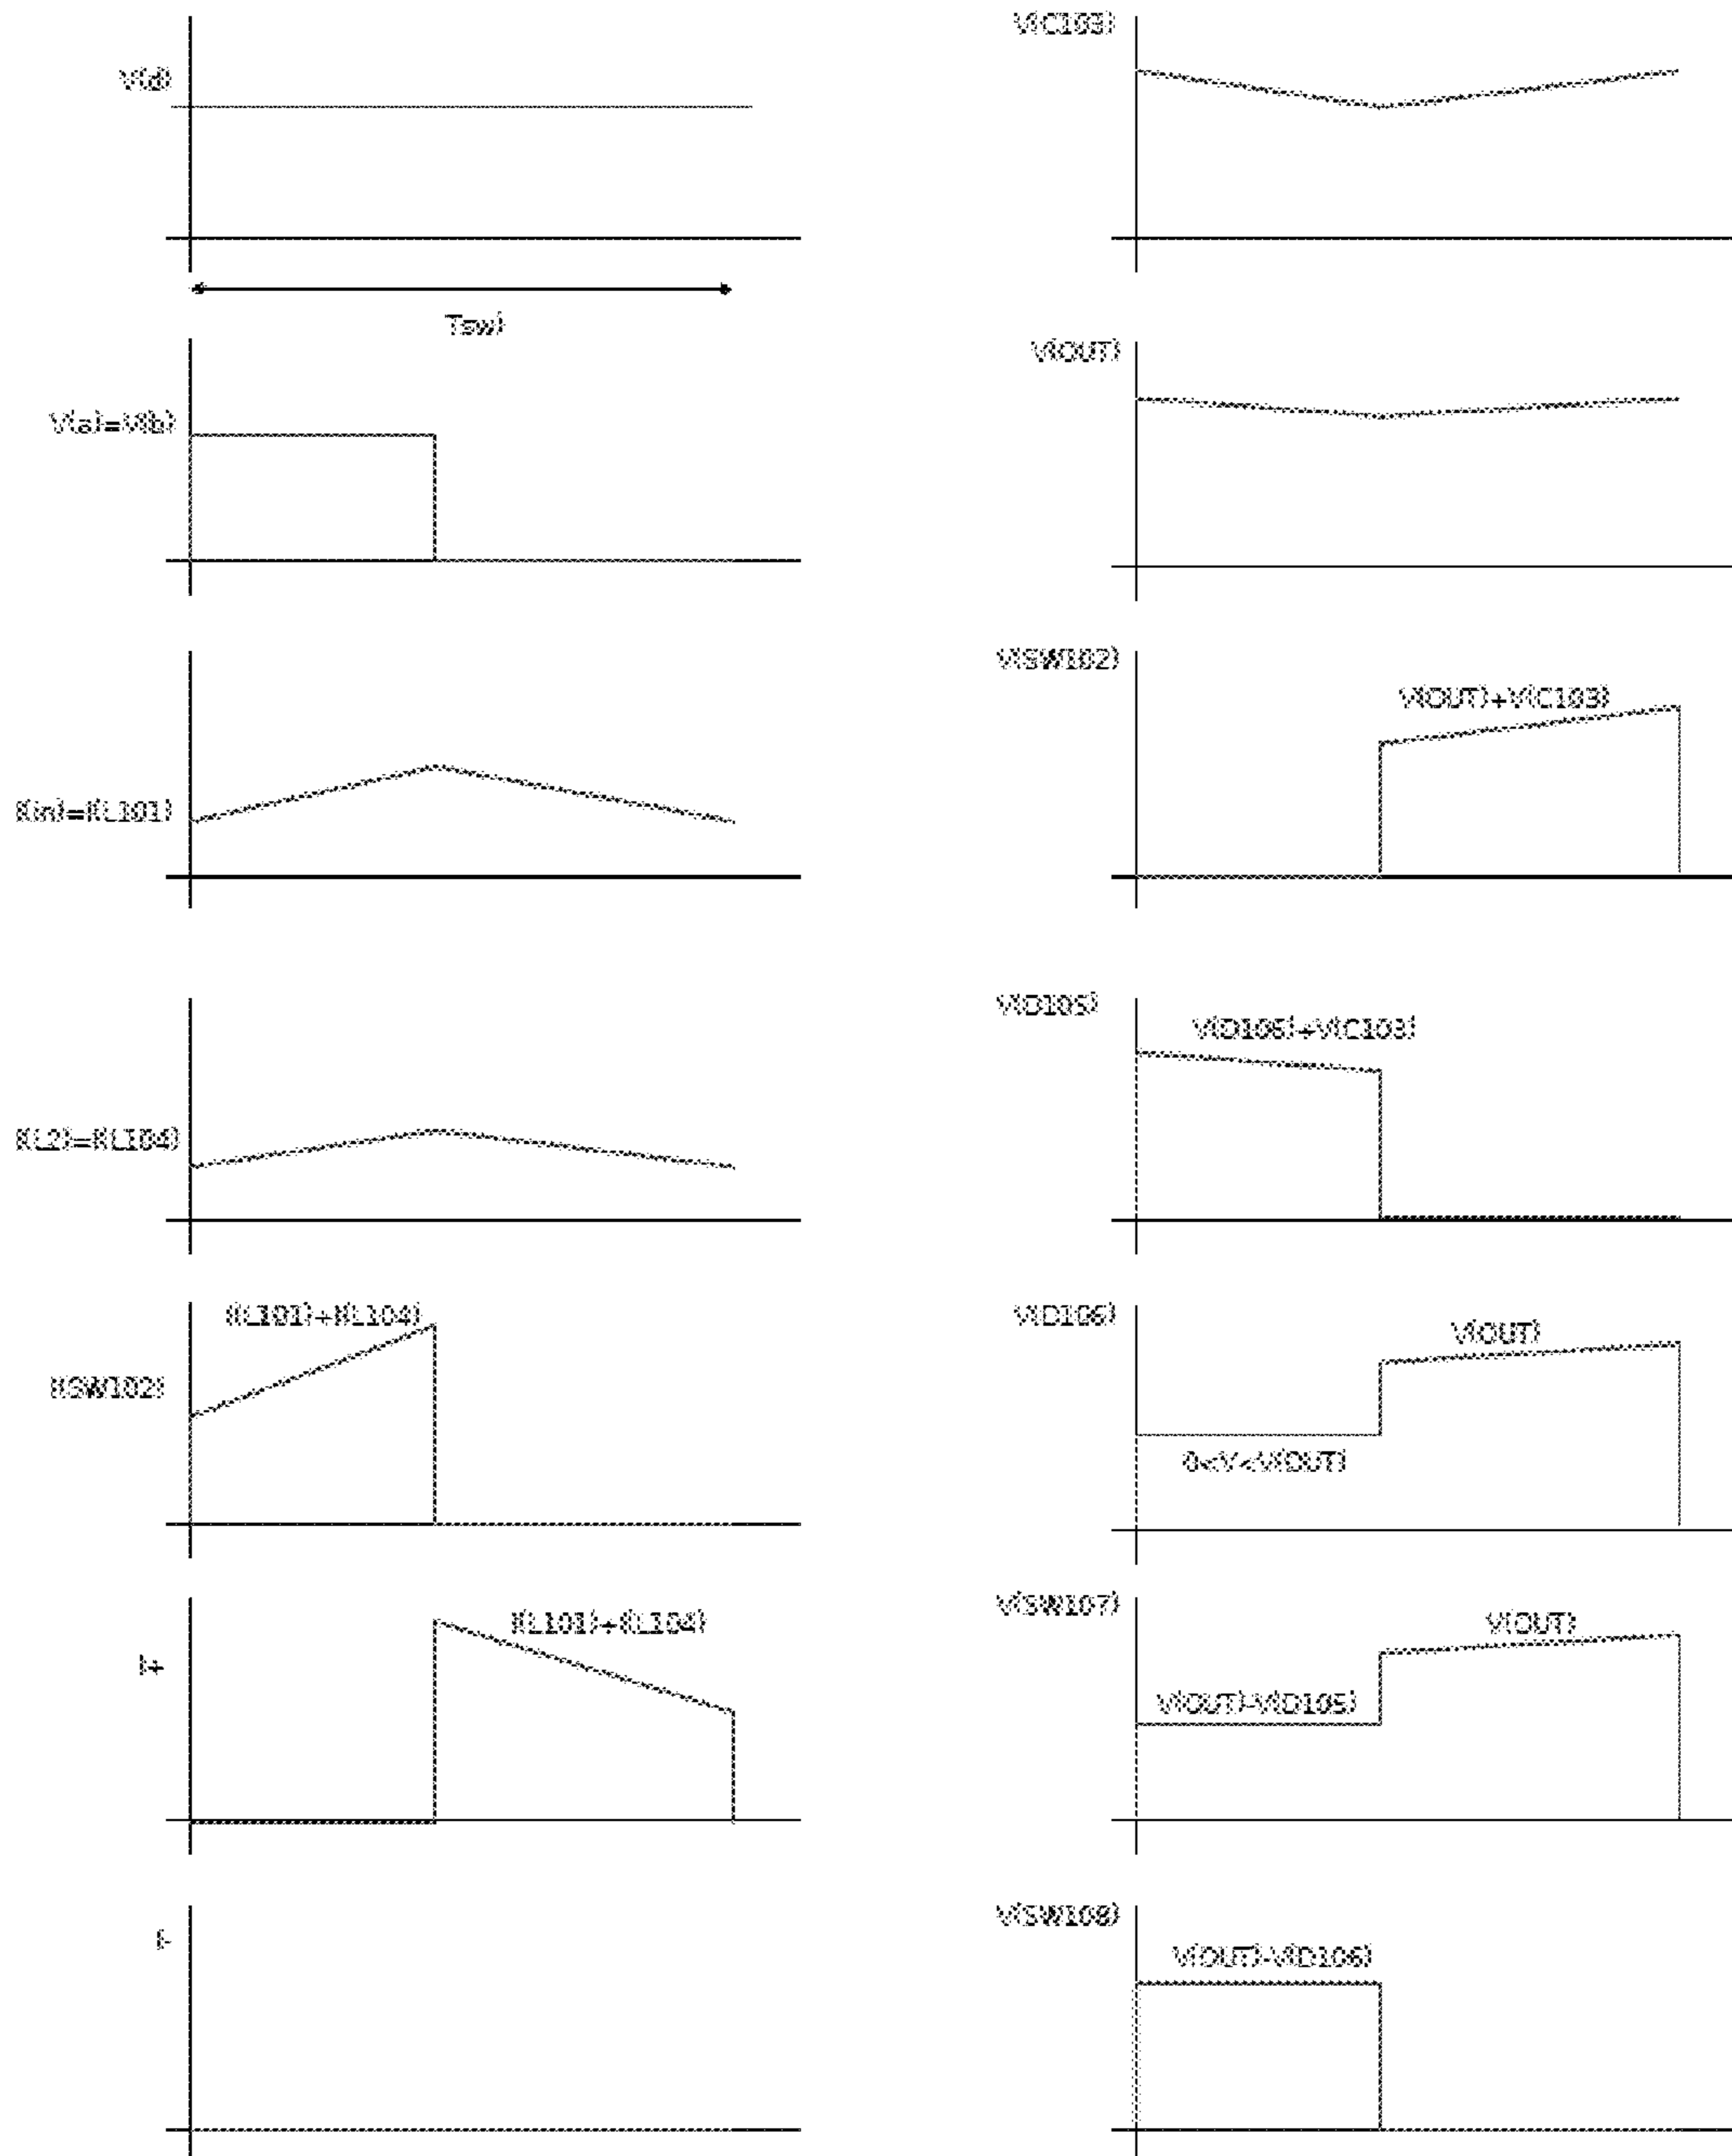 V(d)
Tsw
V(a)=V(b)
I(in)=I(L101)
I(L2)=I(L104)
I(L101)+I(L104)
I(SW102)
I+
I(L101)+I(L104)
I-
V(C103)
V(OUT)
V(SW102)
V(OUT)+V(C103)
V(D105)
V(D106)+V(C103)
V(D106)
V(OUT)
0<V<V(OUT)
V(SW107)
V(OUT)
V(OUT)-V(D105)
V(SW108)
V(OUT)-V(D106)